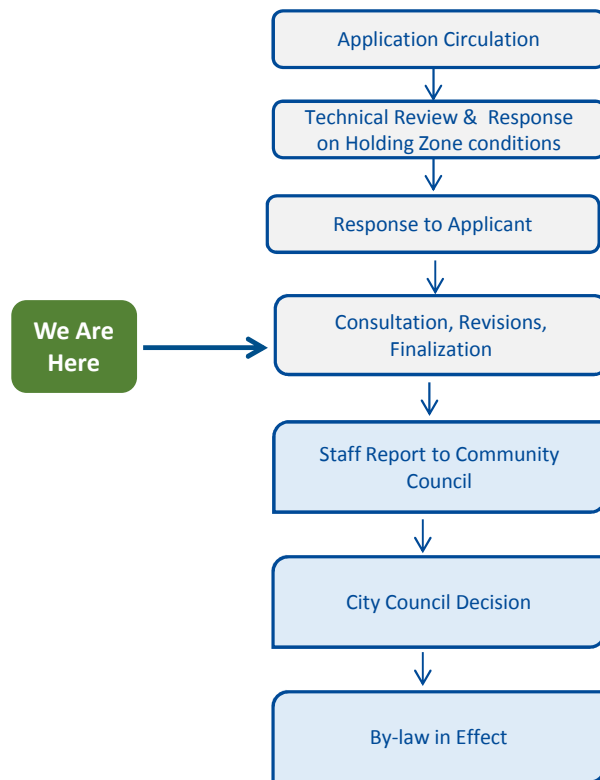 Application Circulation
Technical Review & Response
on Holding Zone conditions
Response to Applicant
We Are
Here
Consultation, Revisions,
Finalization
Staff Report to Community
Council
City Council Decision
By-law in Effect